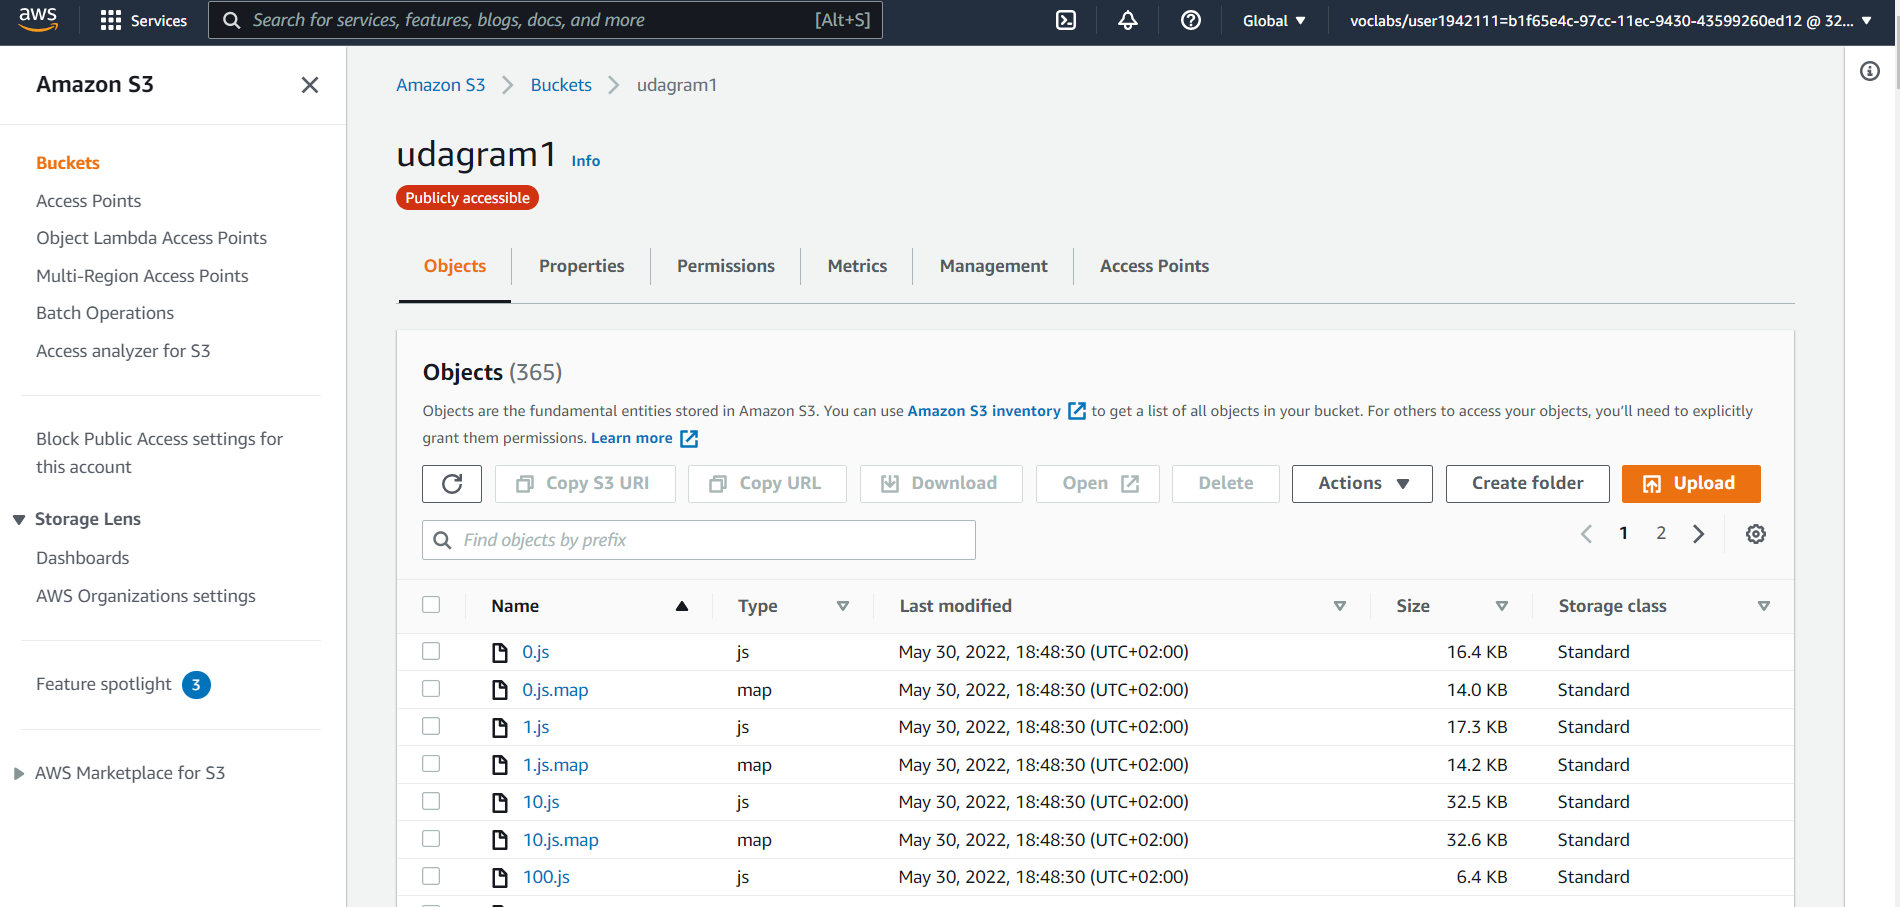 aws
Services
Search for services, features, blogs, docs, and more
[Alt+S]
Global
voclabs/user1942111=b1f65e4c-97cc-11ec-9430-43599260ed12 @ 32...
Amazon S3
Buckets
Access Points
Object Lambda Access Points
Multi-Region Access Points
Batch Operations
Access analyzer for S3
Block Public Access settings for
this account
Storage Lens
Dashboards
AWS Organizations settings
Feature spotlight 3
AWS Marketplace for S3
Amazon S3 Buckets udagram1
udagram1 Info
Publicly accessible
Objects Properties Permissions Metrics Management Access Points
Objects (365)
Objects are the fundamental entities stored in Amazon S3. You can use Amazon S3 inventory to get a list of all objects in your bucket. For others to access your objects, you’ll need to explicitly
grant them permissions. Learn more
Copy S3 URI Copy URL Download Open Delete Actions Create folder Upload
Find objects by prefix
1 2
Name Type Last modified Size Storage class
0.js js May 30, 2022, 18:48:30 (UTC+02:00) 16.4 KB Standard
0.js.map map May 30, 2022, 18:48:30 (UTC+02:00) 14.0 KB Standard
1.js js May 30, 2022, 18:48:30 (UTC+02:00) 17.3 KB Standard
1.js.map map May 30, 2022, 18:48:30 (UTC+02:00) 14.2 KB Standard
10.js js May 30, 2022, 18:48:30 (UTC+02:00) 32.5 KB Standard
10.js.map map May 30, 2022, 18:48:30 (UTC+02:00) 32.6 KB Standard
100.js js May 30, 2022, 18:48:30 (UTC+02:00) 6.4 KB Standard